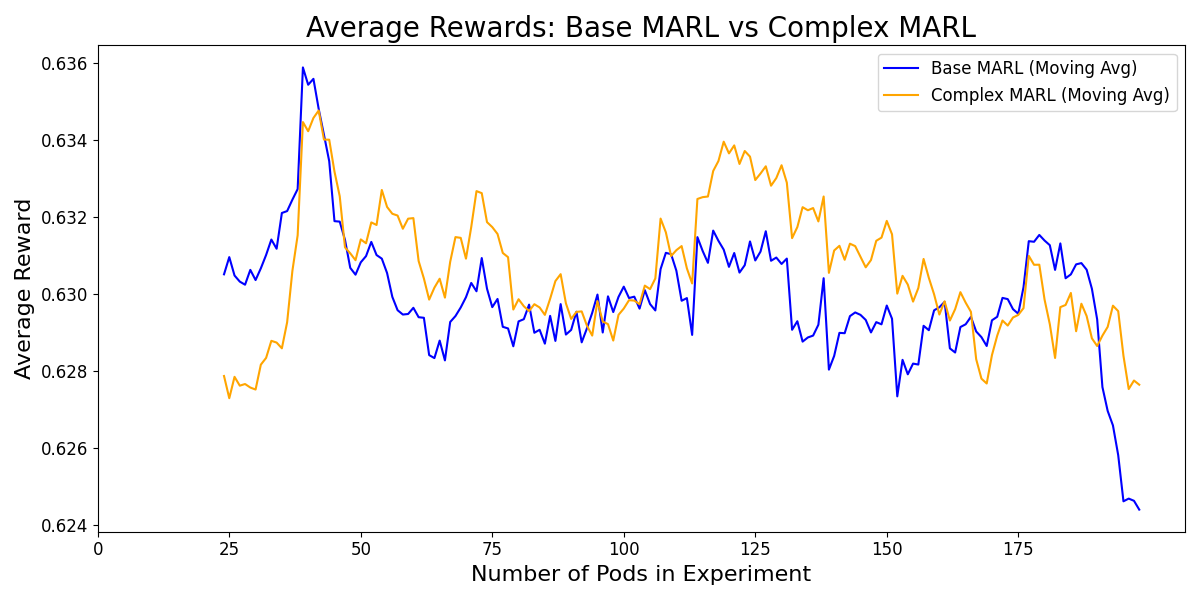 Average Rewards: Base MARL vs Complex MARL
Base MARL (Moving Avg)
Complex MARL (Moving Avg)
Average Reward
0.636
0.634
0.632
0.630
0.628
0.626
0.624
0 25 50 75 100 125 150 175
Number of Pods in Experiment